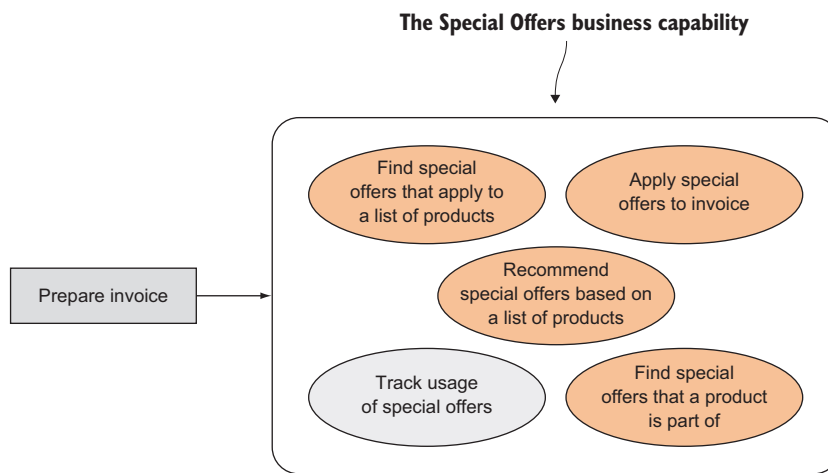 The Special Offers business capability
Find special
offers that apply to
a list of products
Apply special
offers to invoice
Prepare invoice
Recommend
special offers based on
a list of products
Track usage
of special offers
Find special
offers that a product
is part of